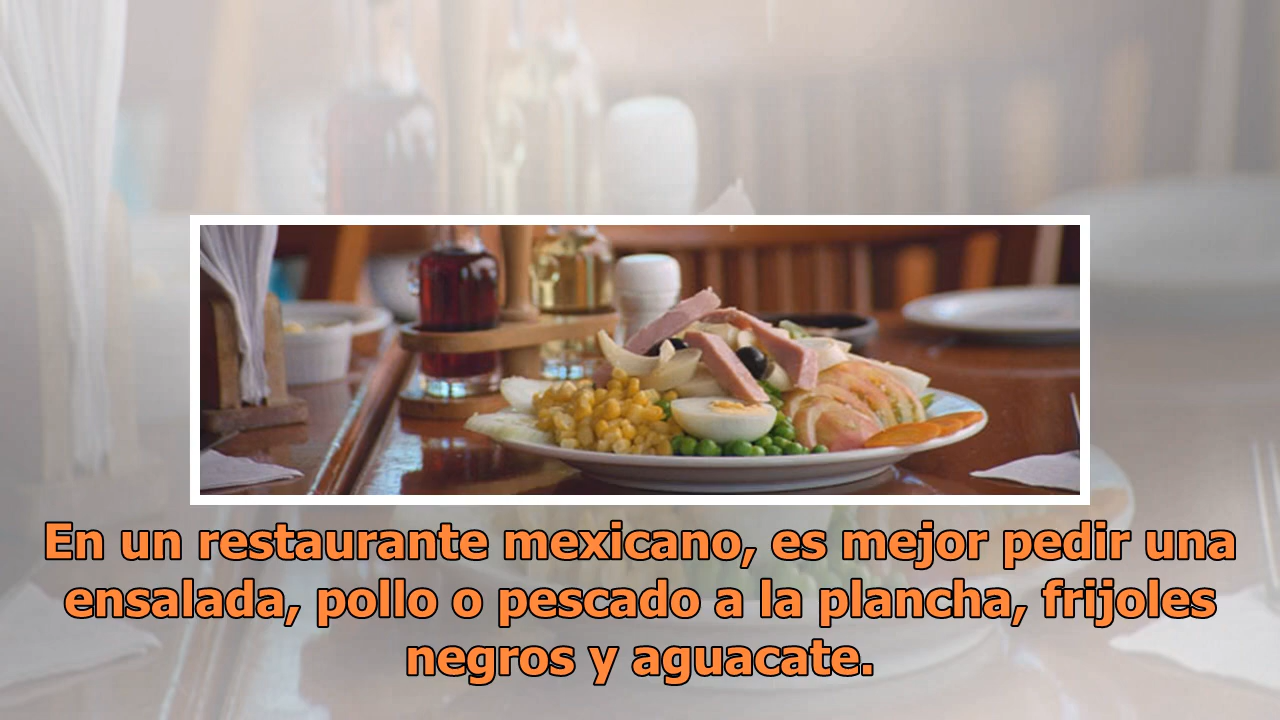 En un restaurante mexicano, es mejor pedir una
ensalada, pollo o pescado a la plancha, frijoles
negros y aguacate.